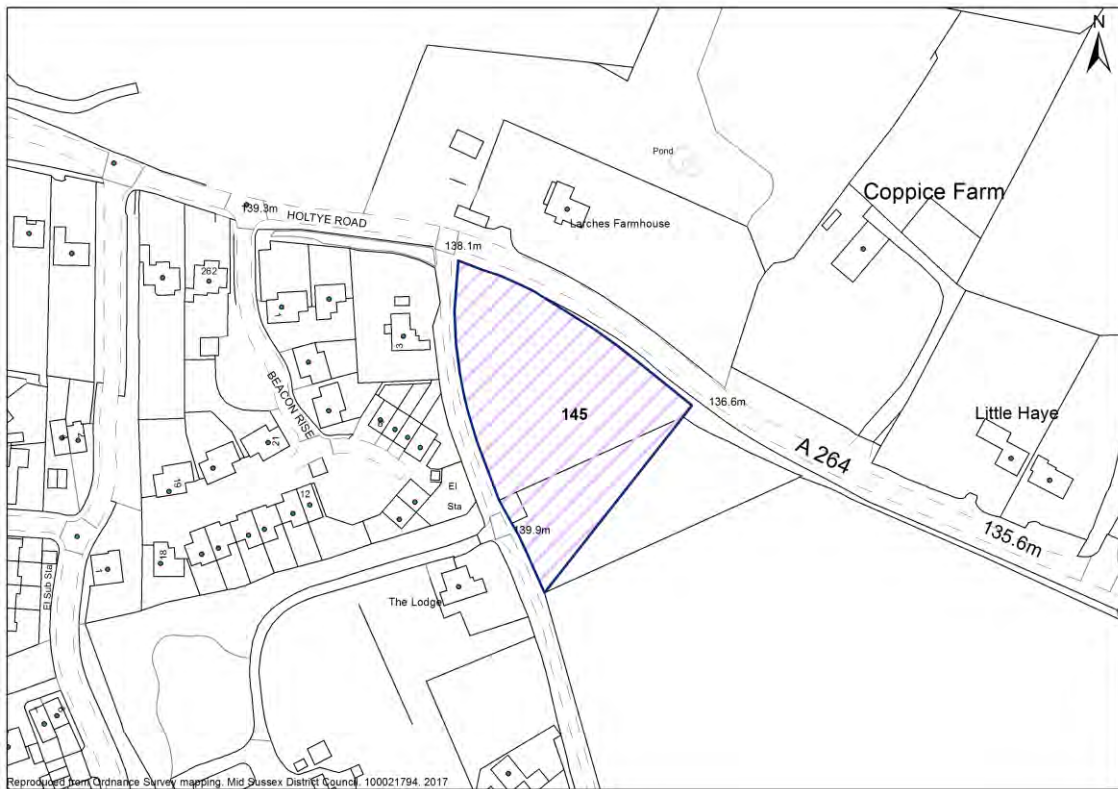 N
Pond
Coppice Farm
139.3m
HOLTYE ROAD
Larches Farmhouse
138.1m
262
1
3
BEACON RISE
136.6m
145
Little Haye
A 264
21
19
12
El
Sta
139.9m
135.6m
18
1
El Sub Sta
The Lodge
Reproduced from Ordnance Survey mapping. Mid Sussex District Council. 100021794. 2017